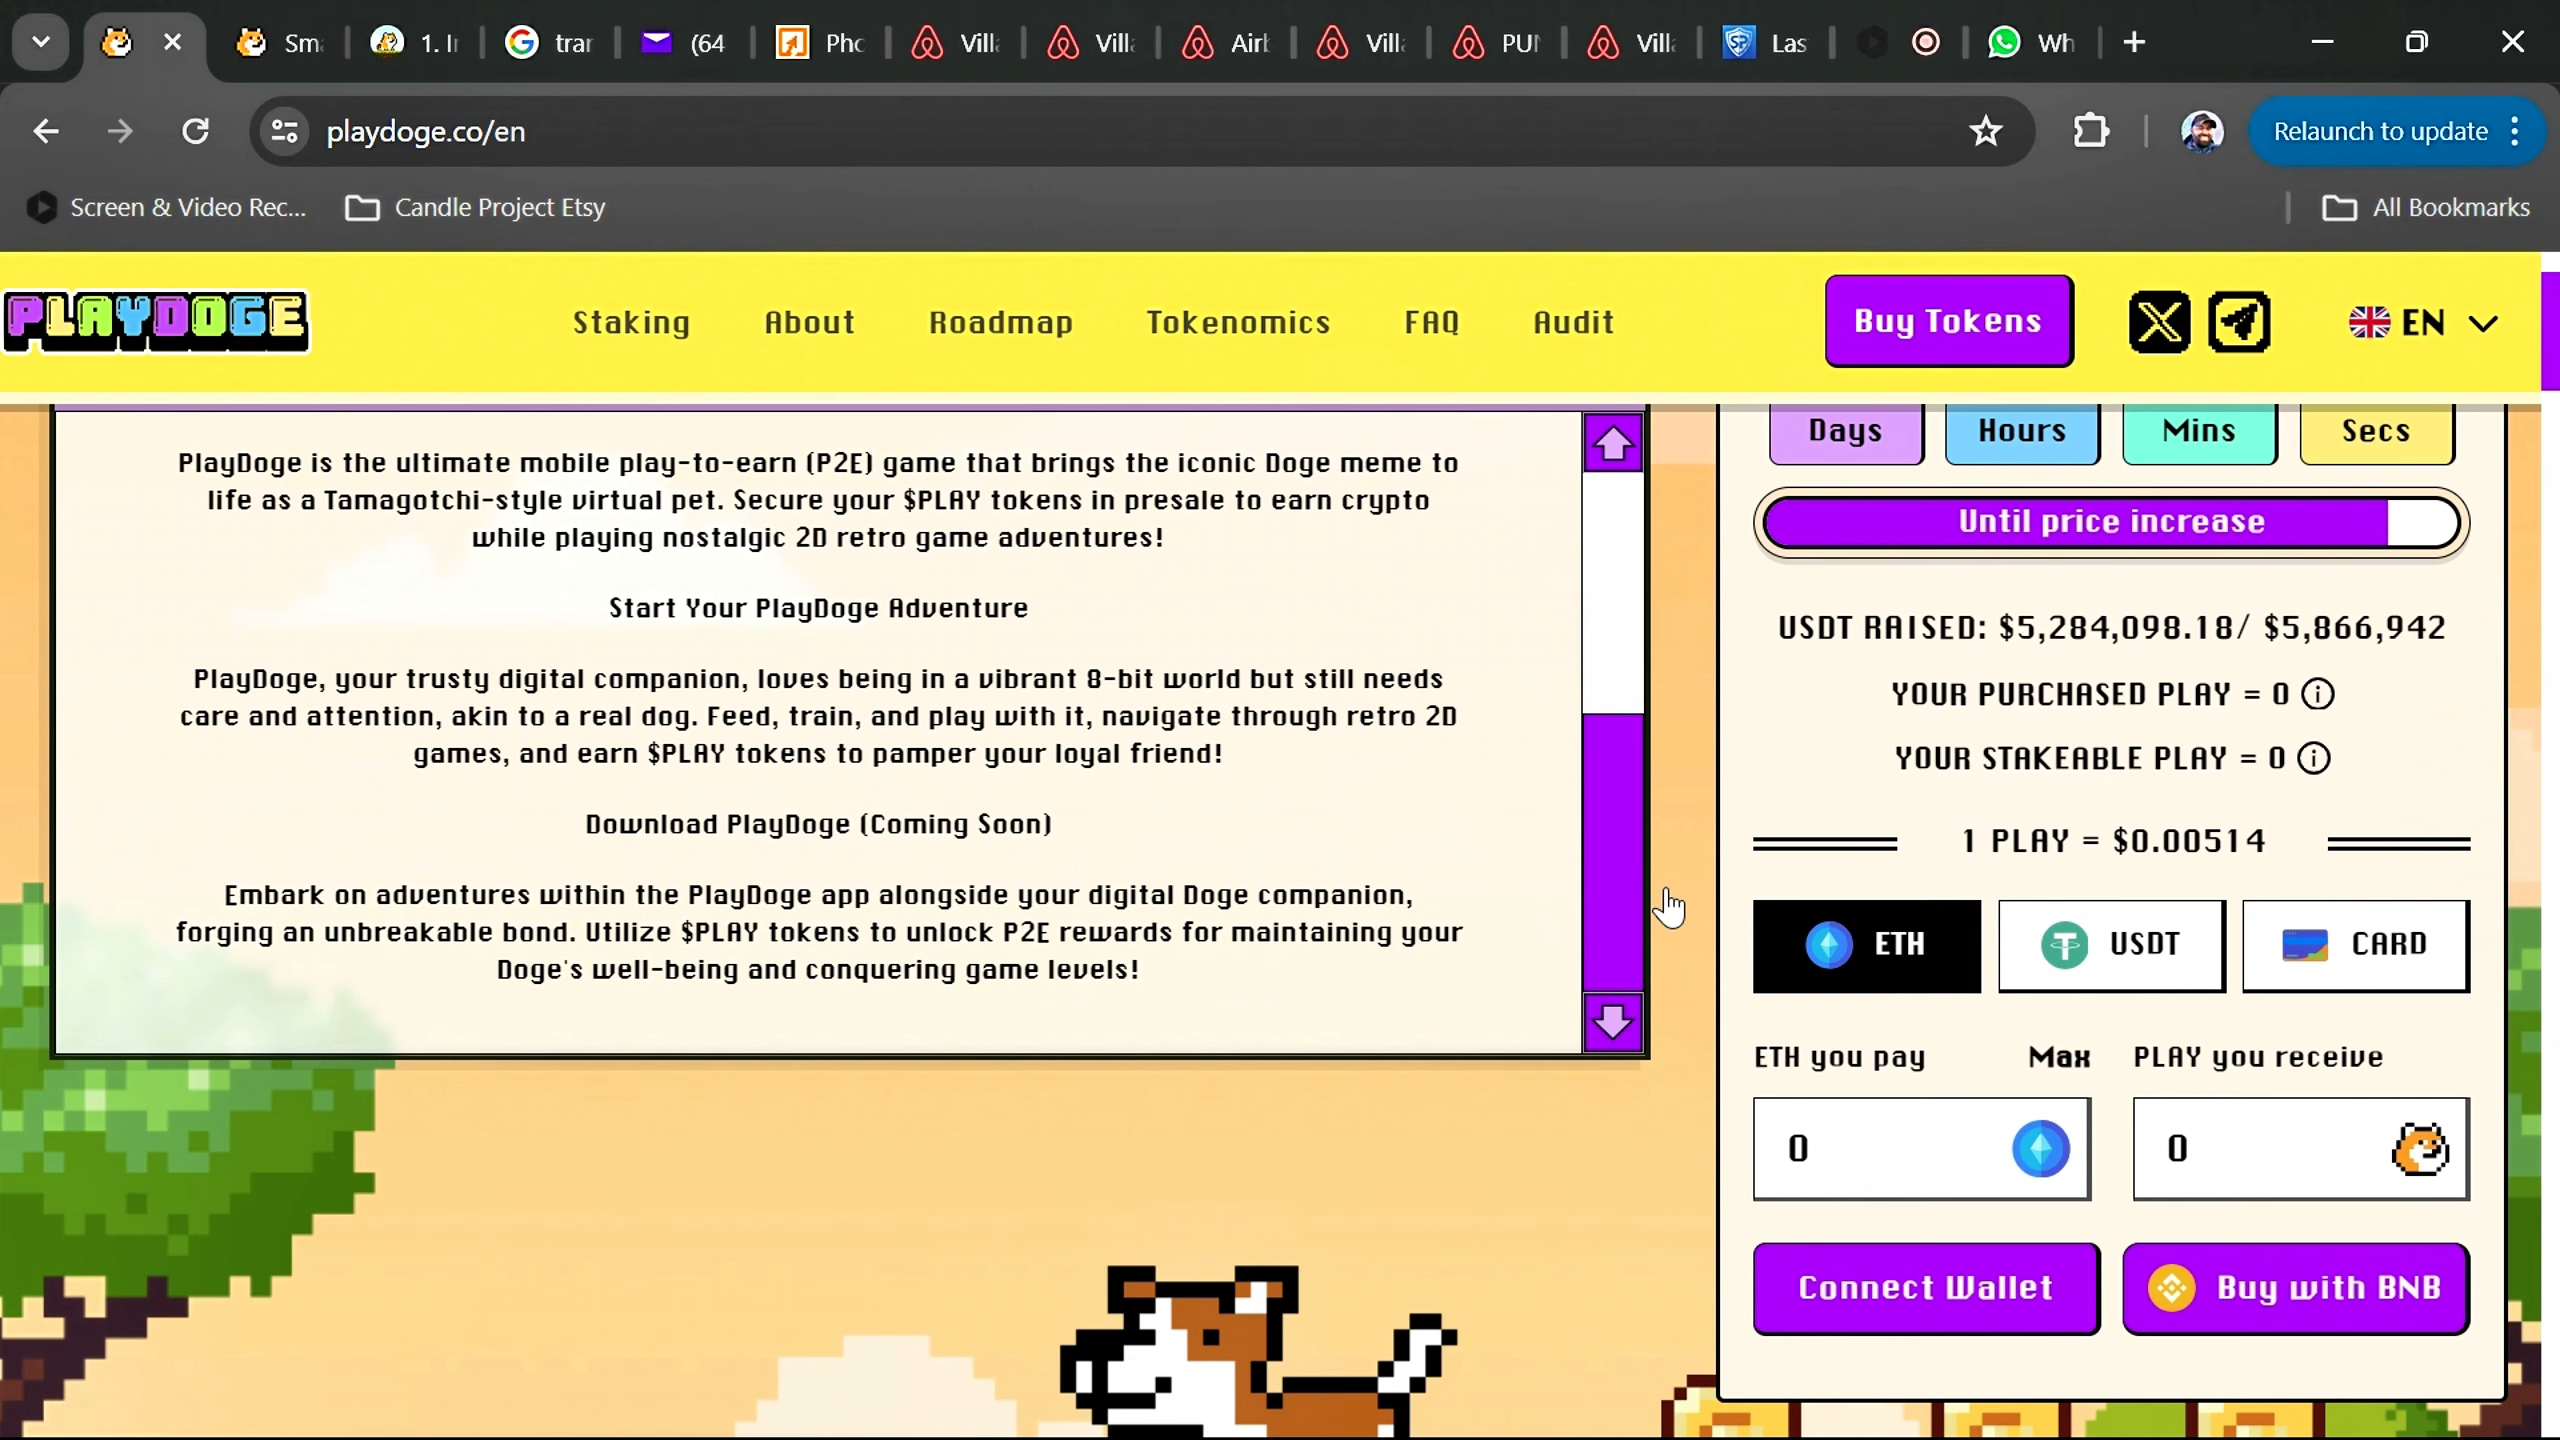 Sm
1. I
trar
(64
Pho
Villa
Villa
Airb
Villa
PUN
Villa
Las
Wh
playdoge.co/en
Relaunch to update
Screen & Video Rec...
Candle Project Etsy
All Bookmarks
PLAYDOGE
Staking
About
Roadmap
Tokenomics
FAQ
Audit
Buy Tokens
EN
PlayDoge is the ultimate mobile play-to-earn (P2E) game that brings the iconic Doge meme to
life as a Tamagotchi-style virtual pet. Secure your $PLAY tokens in presale to earn crypto
while playing nostalgic 2D retro game adventures!
Start Your PlayDoge Adventure
PlayDoge, your trusty digital companion, loves being in a vibrant 8-bit world but still needs
care and attention, akin to a real dog. Feed, train, and play with it, navigate through retro 2D
games, and earn $PLAY tokens to pamper your loyal friend!
Download PlayDoge (Coming Soon)
Embark on adventures within the PlayDoge app alongside your digital Doge companion,
forging an unbreakable bond. Utilize $PLAY tokens to unlock P2E rewards for maintaining your
Doge's well-being and conquering game levels!
Days
Hours
Mins
Secs
Until price increase
USDT RAISED: $5,284,098.18/ $5,866,942
YOUR PURCHASED PLAY = 0
YOUR STAKEABLE PLAY = 0
1 PLAY = $0.00514
ETH
USDT
CARD
ETH you pay
Max
PLAY you receive
0
0
Connect Wallet
Buy with BNB